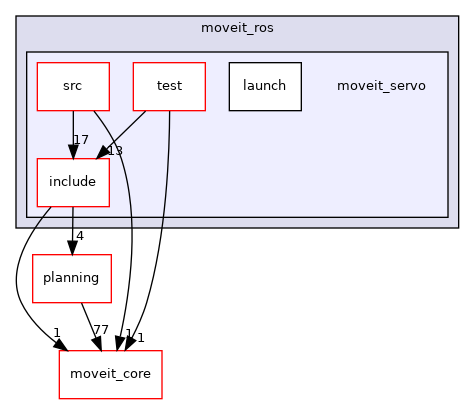 moveit_ros
src
test
launch
moveit_servo
17
13
include
4
planning
1
77
1
1
moveit_core